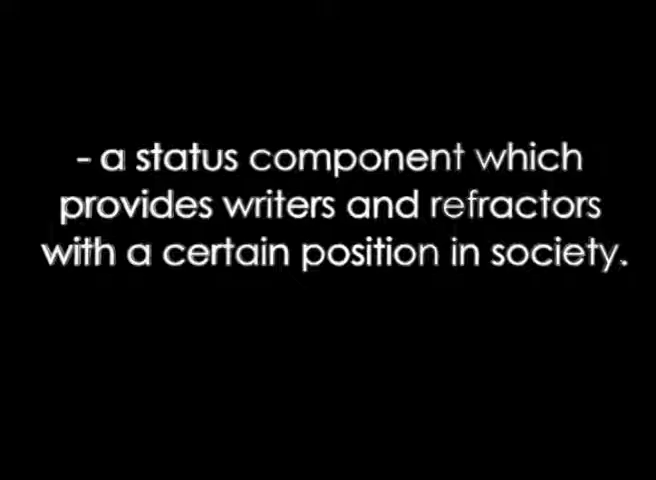 - a status component which
provides writers and refractors
with a certain position in society.